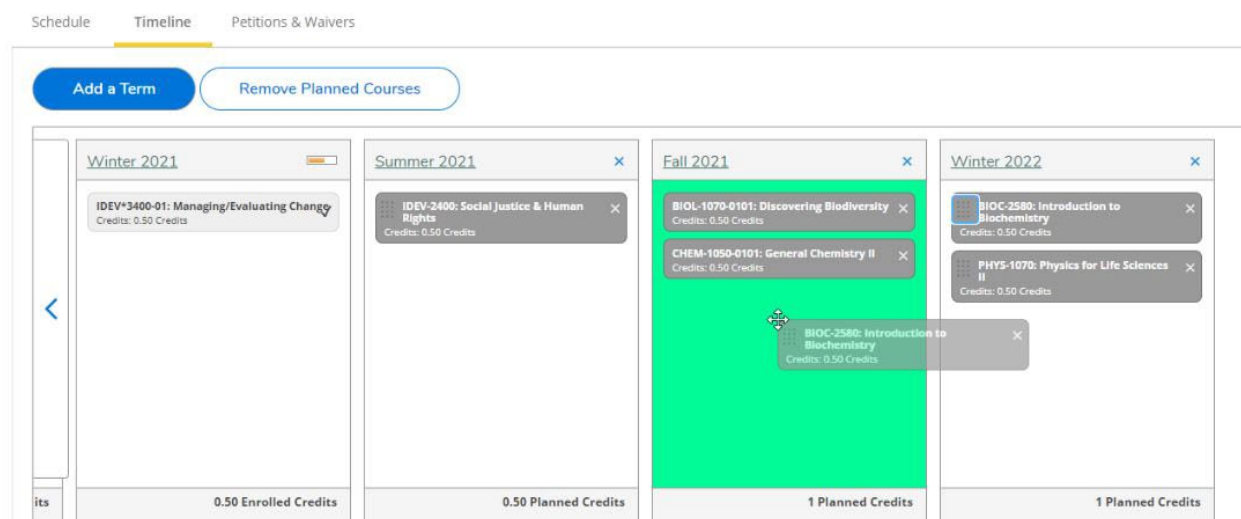 Schedule Timeline Petitions & Waivers
Add a Term Remove Planned Courses
Winter 2021
IDEV*3400-01: Managing/Evaluating Change
Credits: 0.50 Credits
0.50 Enrolled Credits
Summer 2021
IDEV-2400: Social Justice & Human
Rights
Credits: 0.50 Credits
0.50 Planned Credits
Fall 2021
BIOL-1070-0101: Discovering Biodiversity
Credits: 0.50 Credits
CHEM-1050-0101: General Chemistry II
Credits: 0.50 Credits
BIOC-2580: Introduction to
Biochemistry
Credits: 0.50 Credits
1 Planned Credits
Winter 2022
BIOC-2580: Introduction to
Biochemistry
Credits: 0.50 Credits
PHYS-1070: Physics for Life Sciences
II
Credits: 0.50 Credits
1 Planned Credits
its